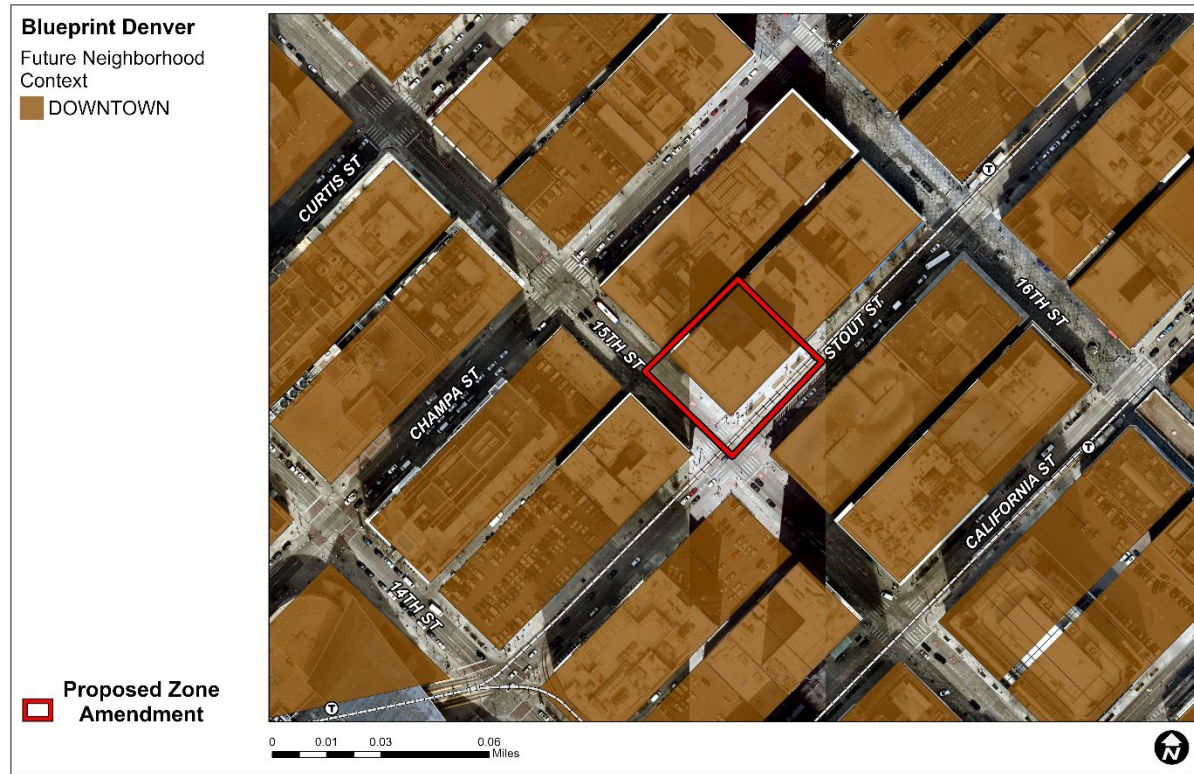 Blueprint Denver
Future Neighborhood
Context
DOWNTOWN
CURTIS ST
CHAMPA ST
15TH ST
14TH ST
STOUT ST
16TH ST
CALIFORNIA ST
T
T
T
Proposed Zone
Amendment
0 0.01 0.03 0.06
Miles
N